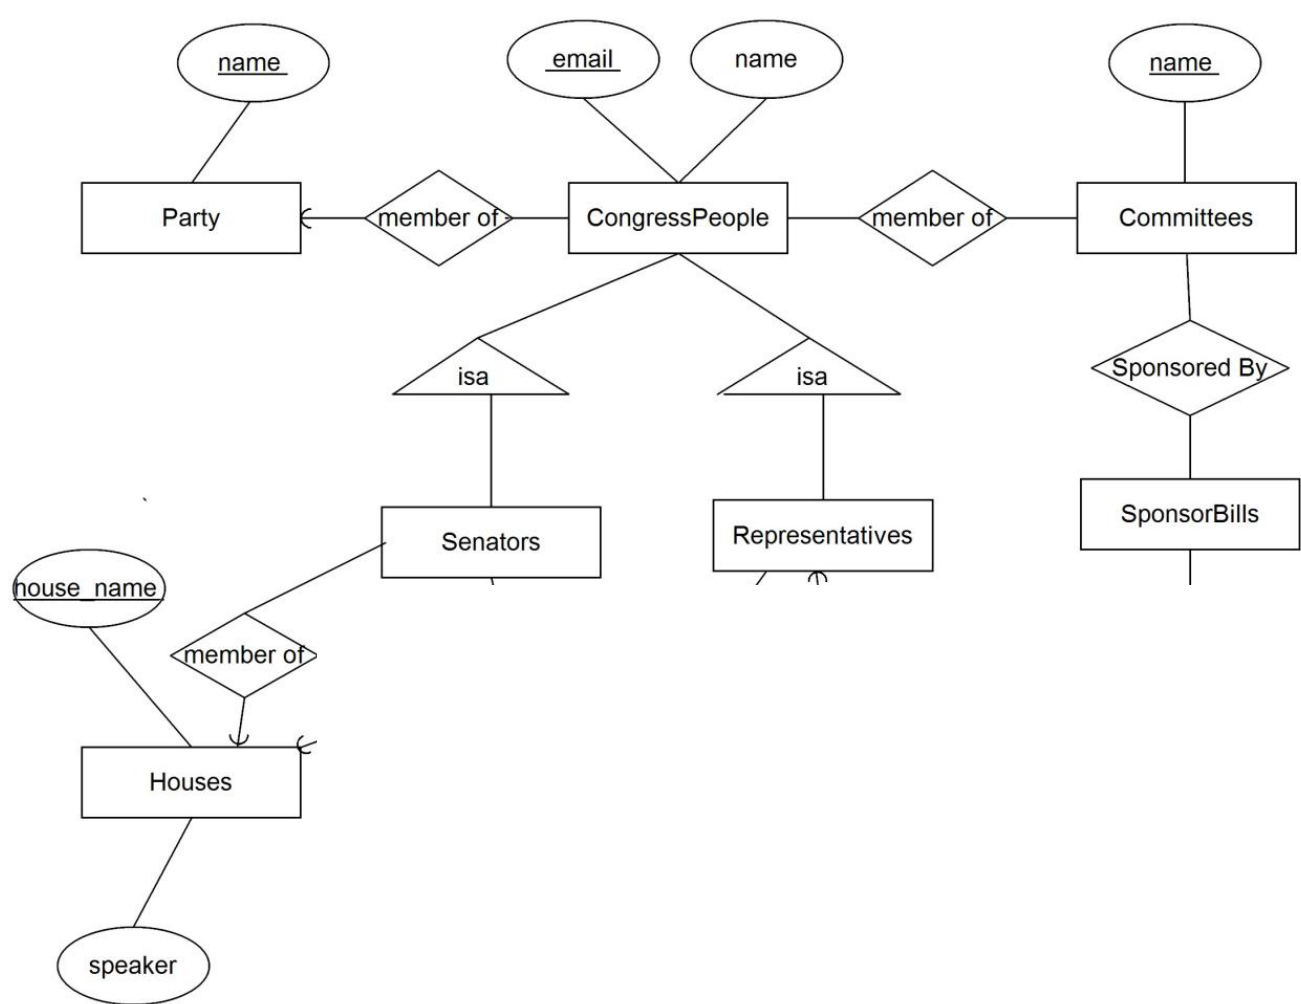 name
email
name
name
Party
member of
CongressPeople
member of
Committees
isa
isa
Sponsored By
SponsorBills
Senators
Representatives
house_name
member of
Houses
speaker